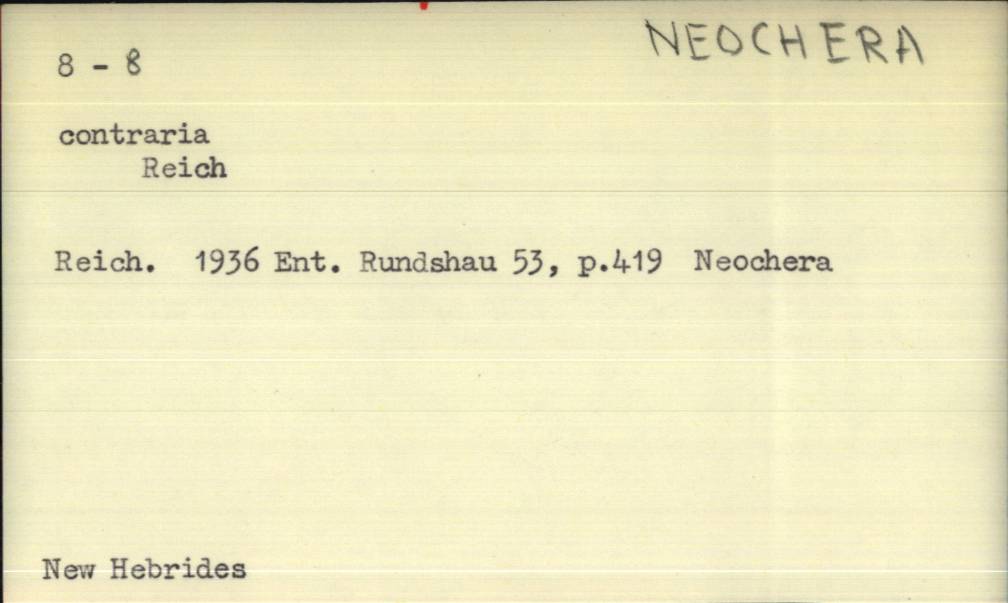 NEOCHERA
8 - 8
contraria
Reich
Reich. 1936 Ent. Rundshau 53, p.419 Neochera
New Hebrides